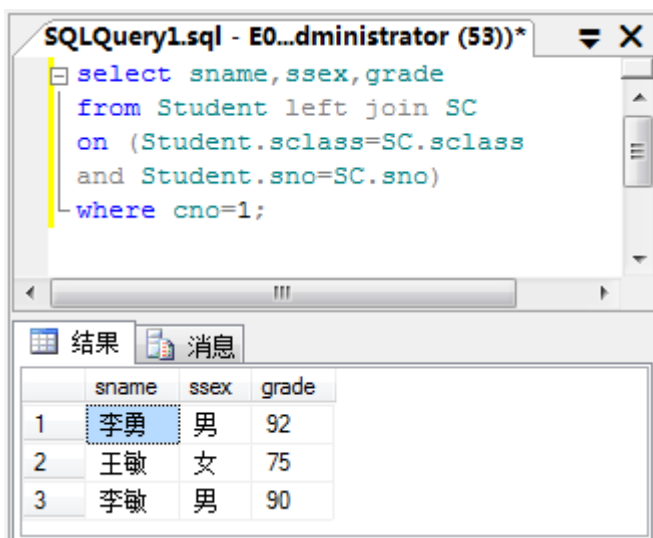 SQLQuery1.sql - E0...dministrator (53))*
select sname,ssex,grade
from Student left join SC
on (Student.sclass=SC.sclass
and Student.sno=SC.sno)
where cno=1;
结果 消息
sname ssex grade
1 李勇 男 92
2 王敏 女 75
3 李敏 男 90